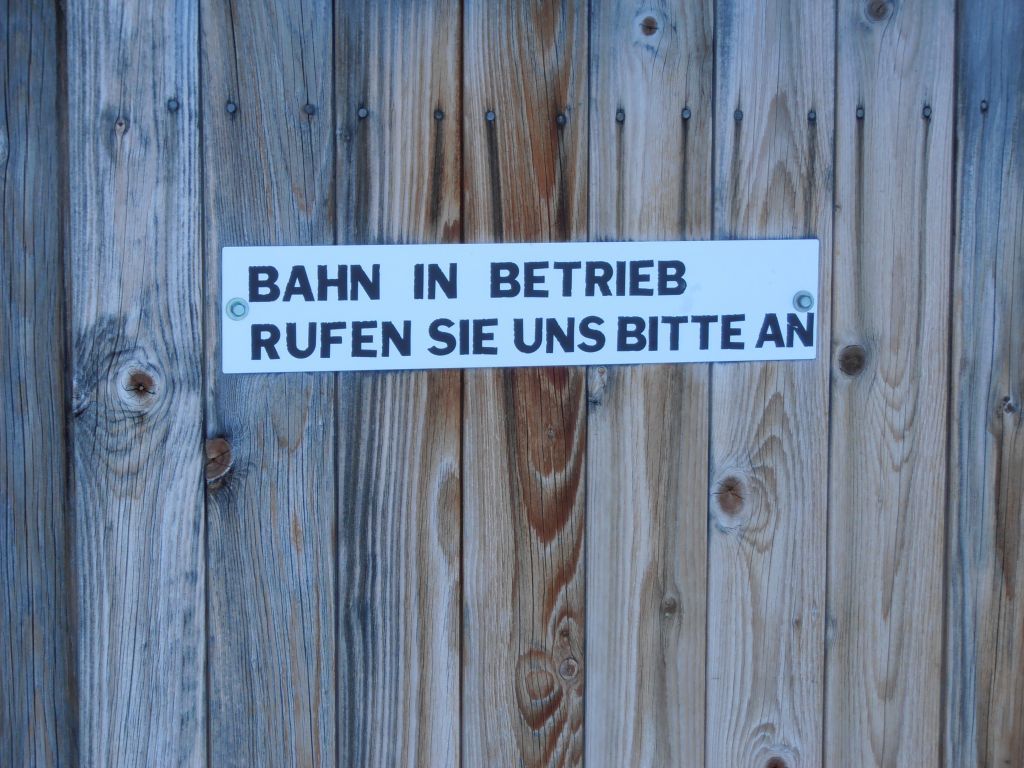 BAHN IN BETRIEB
RUFEN SIE UNS BITTE AN